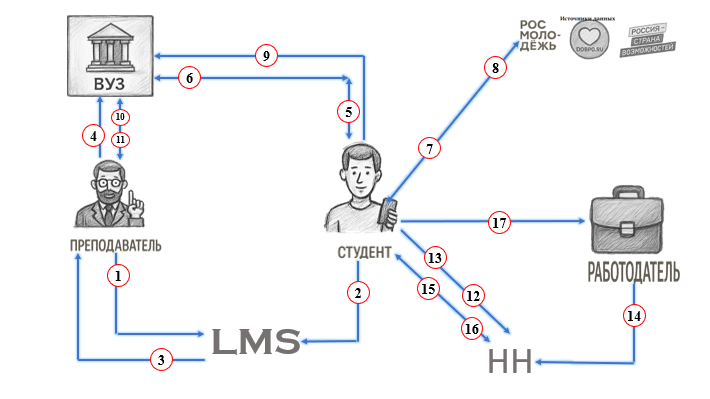 Источники данных
РОС
МОЛО-
ДЁЖЬ
DOBRO.RU
РОССИЯ–
СТРАНА
ВОЗМОЖНОСТЕЙ
9
ВУЗ
6
8
5
10
4
11
7
ПРЕПОДАВАТЕЛЬ
СТУДЕНТ
17
13
РАБОТОДАТЕЛЬ
1
2
15
12
14
16
LMS
3
HH